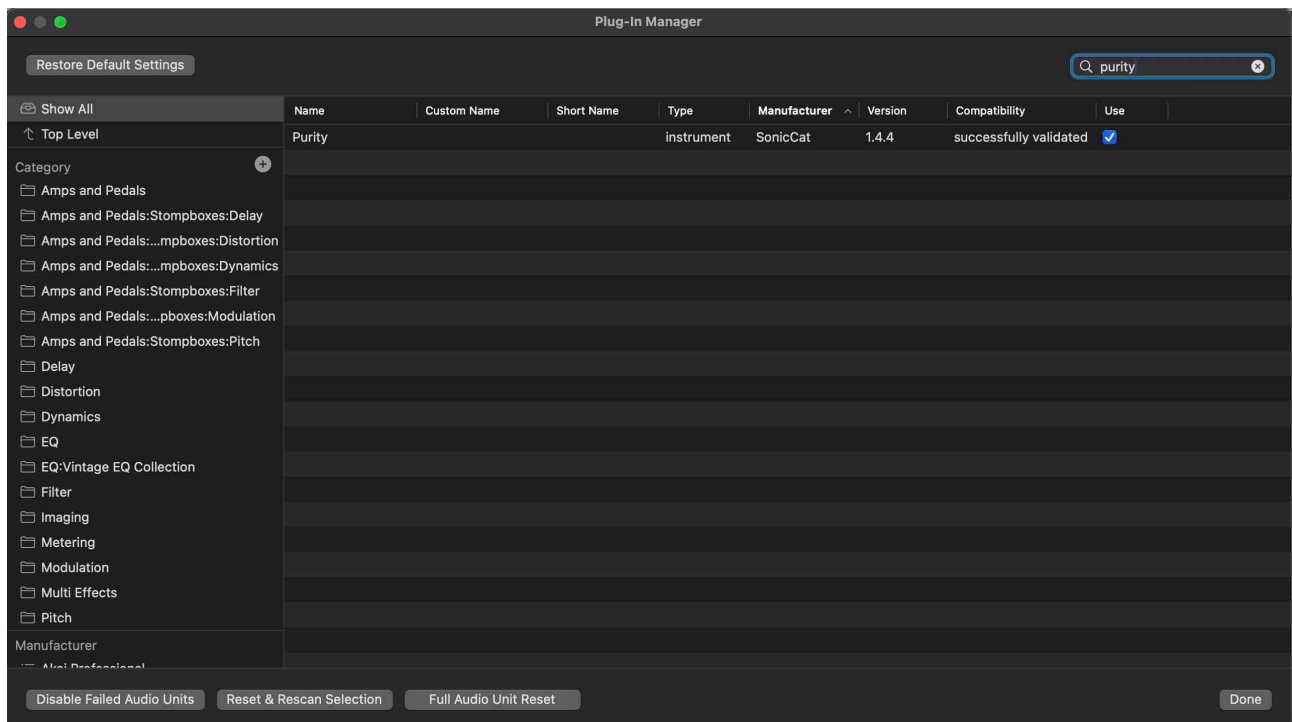 Plug-In Manager
Restore Default Settings
purity
Show All
Top Level
Category
Amps and Pedals
Amps and Pedals:Stompboxes:Delay
Amps and Pedals:...mpboxes:Distortion
Amps and Pedals:...mpboxes:Dynamics
Amps and Pedals:Stompboxes:Filter
Amps and Pedals:...pboxes:Modulation
Amps and Pedals:Stompboxes:Pitch
Delay
Distortion
Dynamics
EQ
EQ:Vintage EQ Collection
Filter
Imaging
Metering
Modulation
Multi Effects
Pitch
Manufacturer
Akai Professional
Name Custom Name Short Name Type Manufacturer Version Compatibility Use
Purity instrument SonicCat 1.4.4 successfully validated
Disable Failed Audio Units Reset & Rescan Selection Full Audio Unit Reset Done